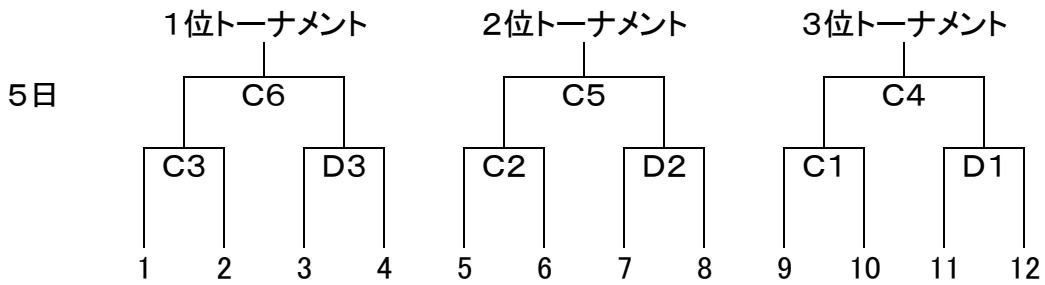 １位トーナメント ２位トーナメント ３位トーナメント
５日 Ｃ６ Ｃ５ Ｃ４
Ｃ３ Ｄ３ Ｃ２ Ｄ２ Ｃ１ Ｄ１
1 2 3 4 5 6 7 8 9 10 11 12